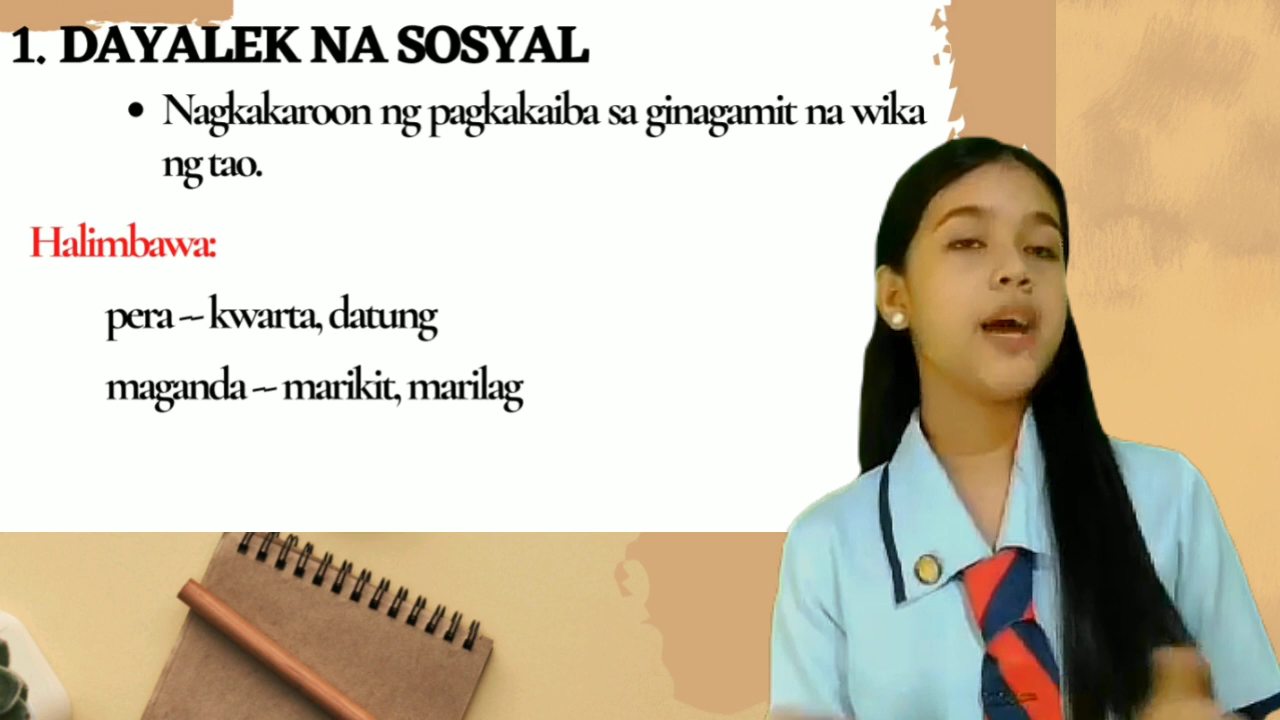 1. DAYALEK NA SOSYAL
• Nagkakaroon ng pagkakaiba sa ginagamit na wika
ng tao.
Halimbawa:
pera -- kwarta, datung
maganda -- marikit, marilag